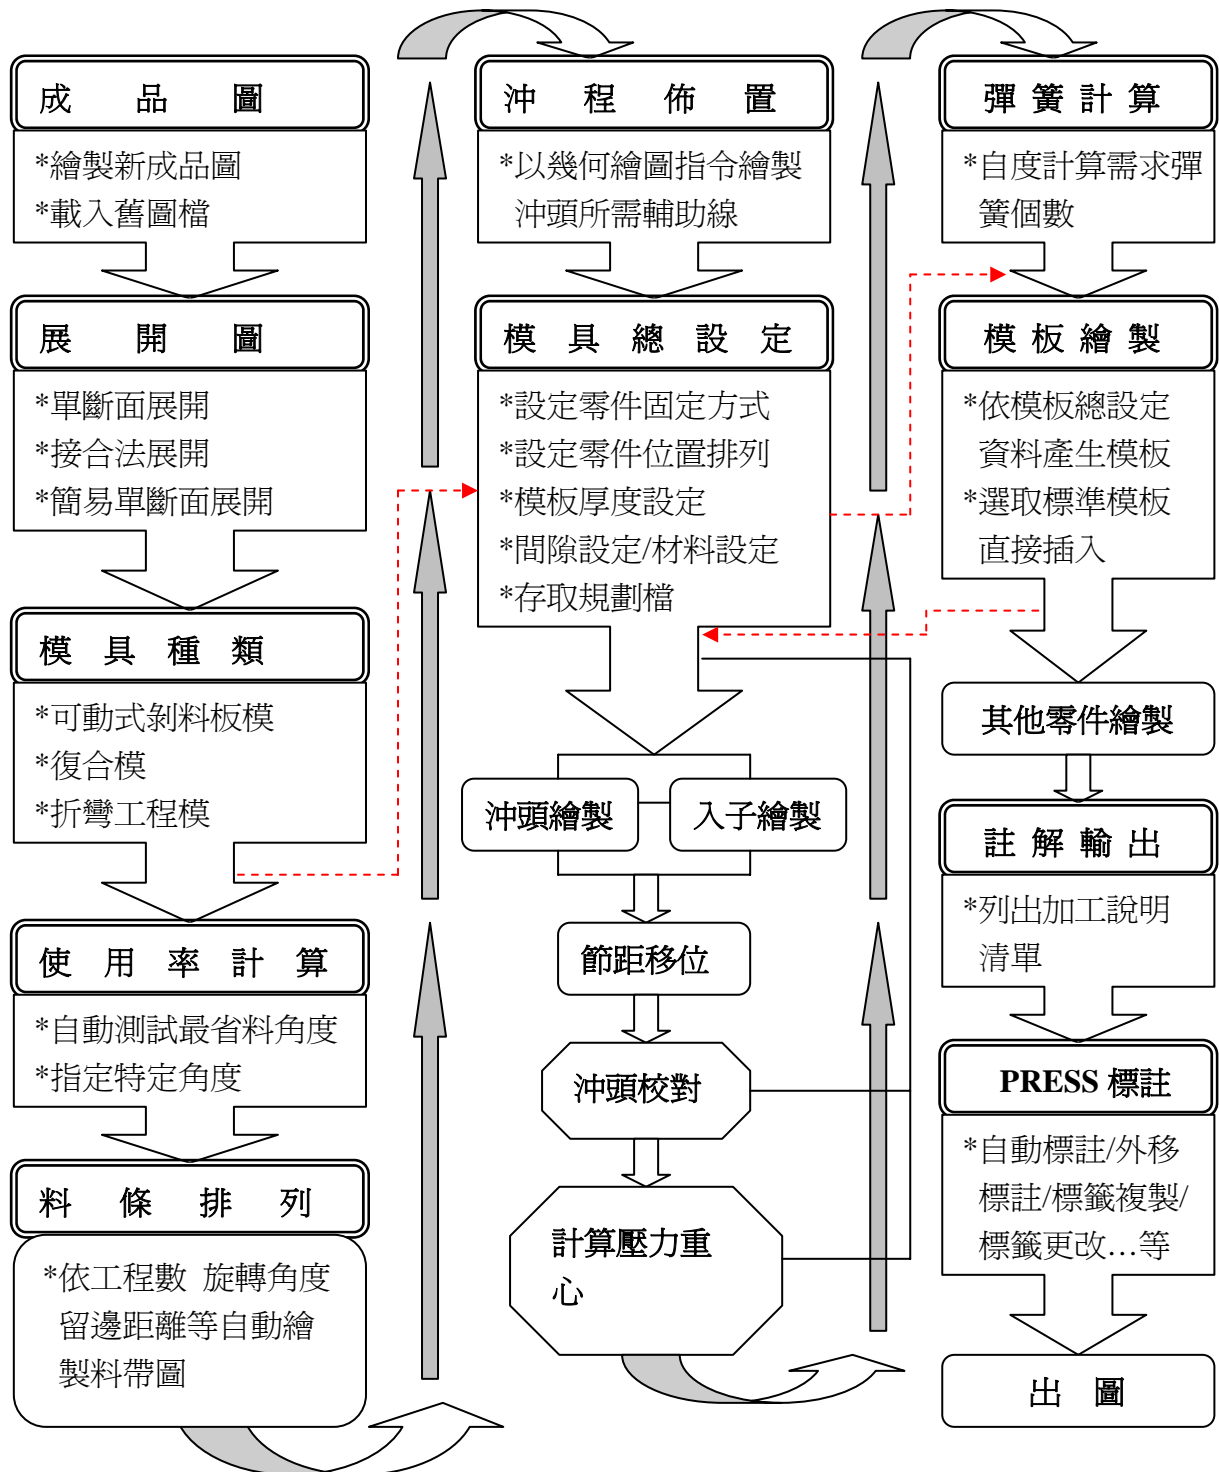 成品圖
*繪製新成品圖
*載入舊圖檔
展開圖
*單斷面展開
*接合法展開
*簡易單斷面展開
模具種類
*可動式剝料板模
*復合模
*折彎工程模
使用率計算
*自動測試最省料角度
*指定特定角度
料條排列
*依工程數 旋轉角度
留邊距離等自動繪
製料帶圖
沖程佈置
*以幾何繪圖指令繪製
沖頭所需輔助線
模具總設定
*設定零件固定方式
*設定零件位置排列
*模板厚度設定
*間隙設定/材料設定
*存取規劃檔
沖頭繪製
入子繪製
節距移位
沖頭校對
計算壓力重
心
彈簧計算
*自度計算需求彈
簧個數
模板繪製
*依模板總設定
資料產生模板
*選取標準模板
直接插入
其他零件繪製
註解輸出
*列出加工說明
清單
PRESS 標註
*自動標註/外移
標註/標籤複製/
標籤更改…等
出圖